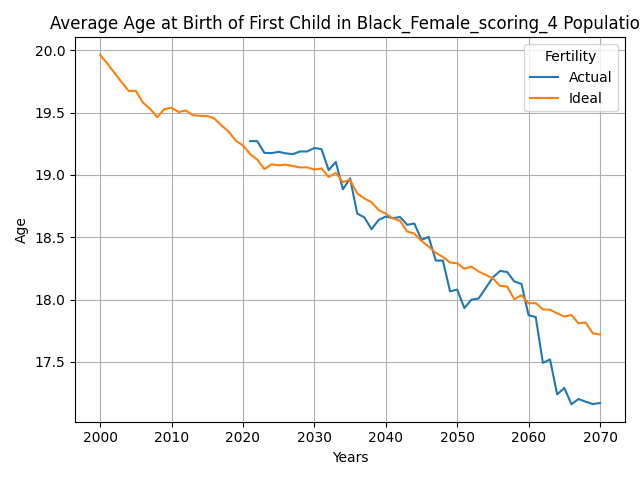 Average Age at Birth of First Child in Black_Female_scoring_4 Populatio
20.0
19.5
19.0
18.5
18.0
17.5
Age
Fertility
Actual
Ideal
2000 2010 2020 2030 2040 2050 2060 2070
Years